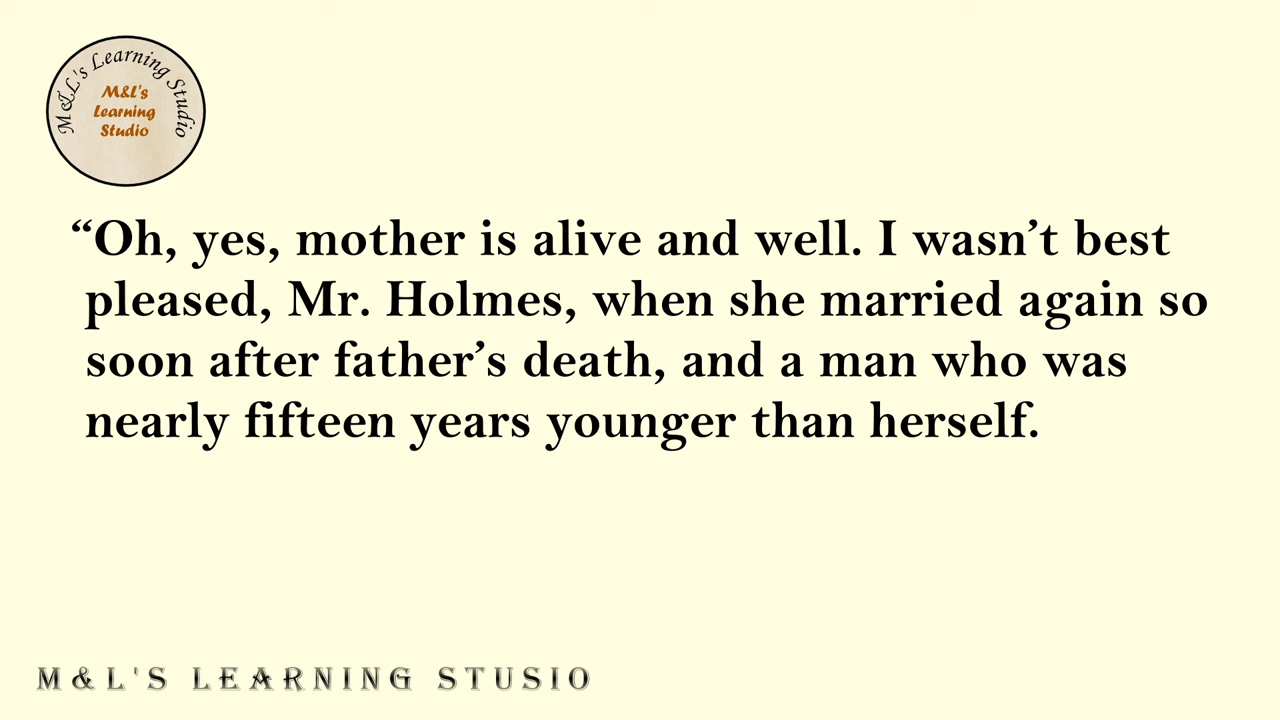 M&L's Learning Studio
M&L's
Learning
Studio
“Oh, yes, mother is alive and well. I wasn’t best
pleased, Mr. Holmes, when she married again so
soon after father’s death, and a man who was
nearly fifteen years younger than herself.
M&L'S LEARNING STUSIO